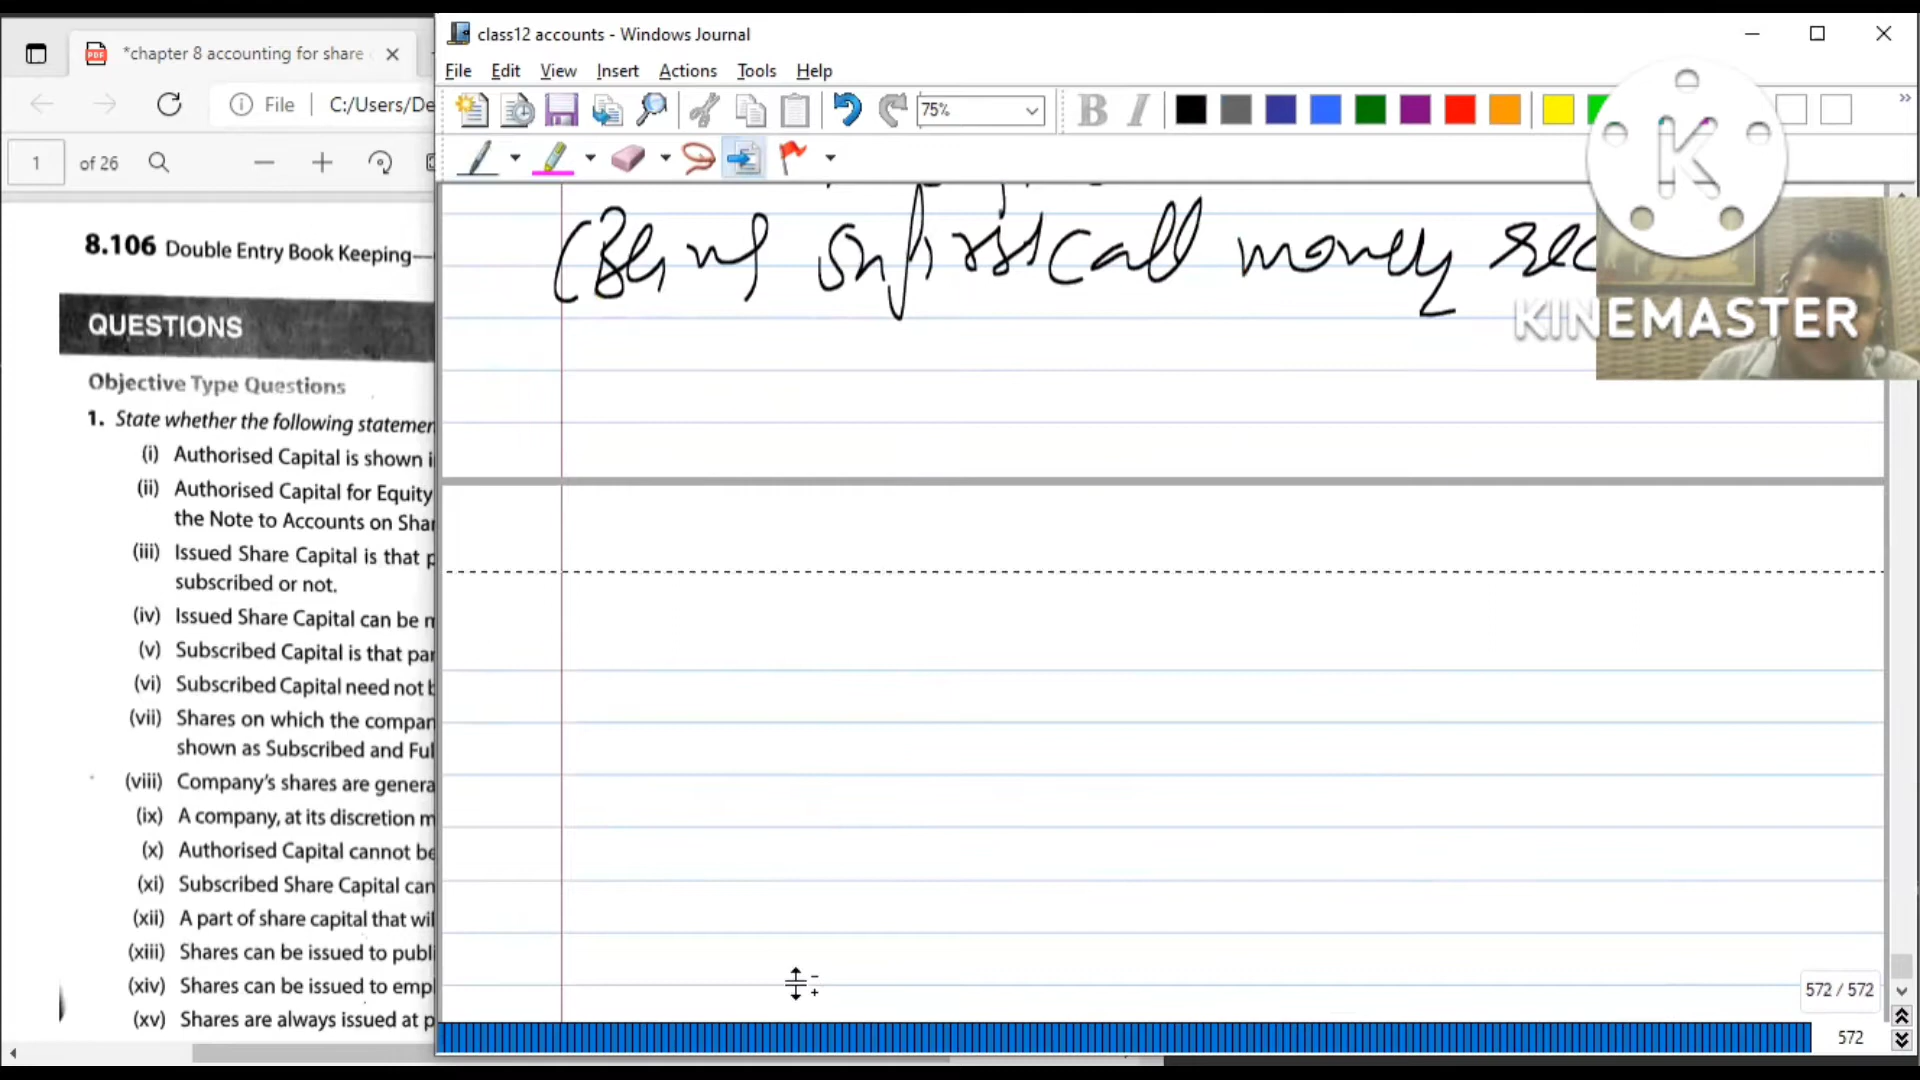 class12 accounts - Windows Journal
*chapter 8 accounting for share
File Edit View Insert Actions Tools Help
File C:/Users/De
75%
B I
1 of 26
K
KINEMASTER
(Being call money rec
8.106 Double Entry Book Keeping—
QUESTIONS
Objective Type Questions
1. State whether the following statemen
(i) Authorised Capital is shown i
(ii) Authorised Capital for Equity
the Note to Accounts on Shar
(iii) Issued Share Capital is that p
subscribed or not.
(iv) Issued Share Capital can be m
(v) Subscribed Capital is that par
(vi) Subscribed Capital need not b
(vii) Shares on which the compan
shown as Subscribed and Ful
(viii) Company's shares are genera
(ix) A company, at its discretion m
(x) Authorised Capital cannot be
(xi) Subscribed Share Capital can
(xii) A part of share capital that wil
(xiii) Shares can be issued to publi
(xiv) Shares can be issued to empl
(xv) Shares are always issued at p
572 / 572
572